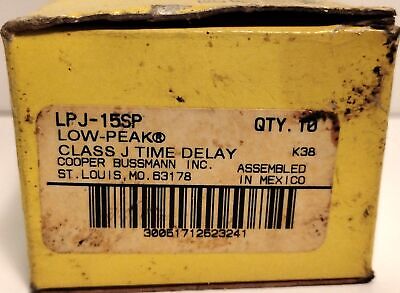 LPJ-15SP QTY. 10
LOW-PEAK®
CLASS J TIME DELAY K38
COOPER BUSSMANN INC. ASSEMBLED
ST. LOUIS, MO. 63178 IN MEXICO
30051712623241